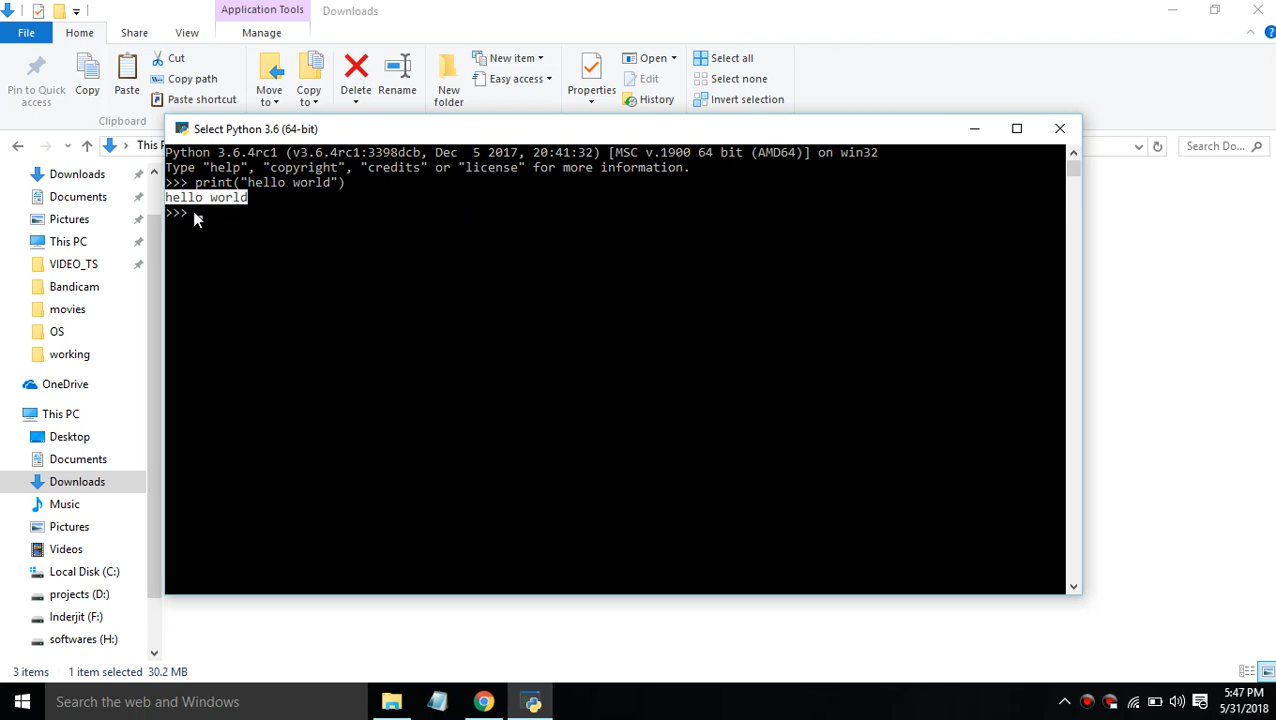 Application Tools
Downloads
File
Home
Share
View
Manage
Pin to Quick access
Copy
Paste
Cut
Copy path
Paste shortcut
Clipboard
Move to
Copy to
Delete
Rename
New folder
New item
Easy access
Properties
Open
Edit
History
Select all
Select none
Invert selection
This P
Search Do...
Select Python 3.6 (64-bit)
Python 3.6.4rc1 (v3.6.4rc1:3398dcb, Dec  5 2017, 20:41:32) [MSC v.1900 64 bit (AMD64)] on win32
Type "help", "copyright", "credits" or "license" for more information.
>>> print("hello world")
hello world
>>> _
Downloads
Documents
Pictures
This PC
VIDEO_TS
Bandicam
movies
OS
working
OneDrive
This PC
Desktop
Documents
Downloads
Music
Pictures
Videos
Local Disk (C:)
projects (D:)
Inderjit (F:)
softwares (H:)
3 items
1 item selected  30.2 MB
Search the web and Windows
5:47 PM
5/31/2018